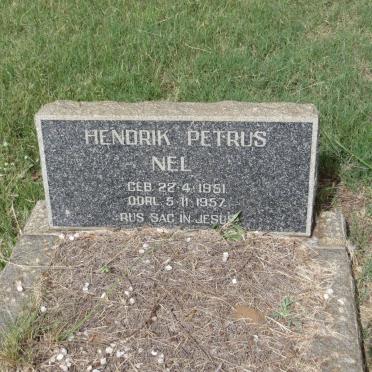 HENDRIK PETRUS
NEL
GEB. 22·4·1951
OORL. 5·11·1957
RUS SAG IN JESUS